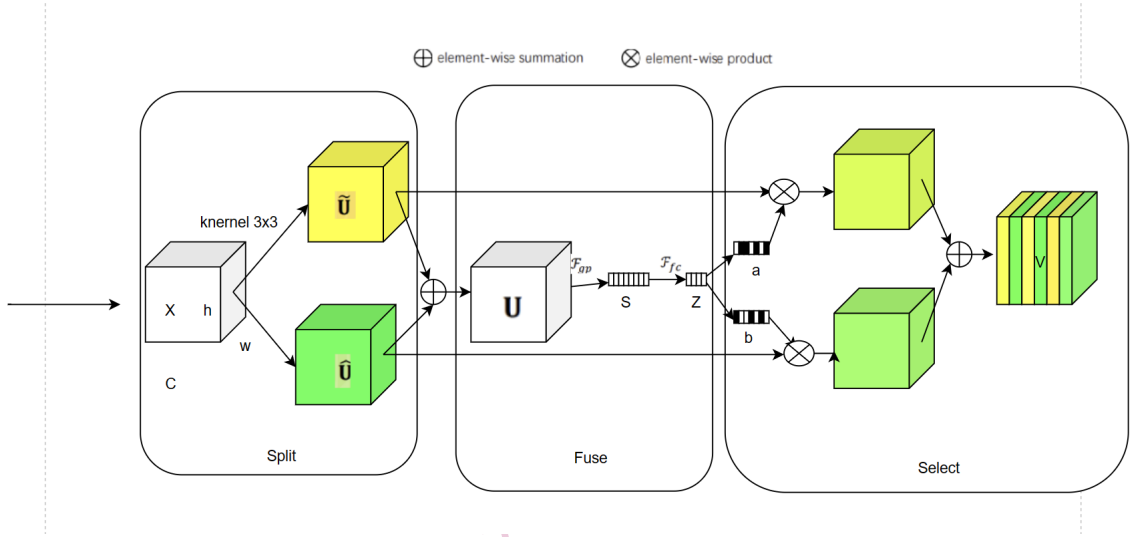 ⊕ element-wise summation
⊗ element-wise product
knernel 3x3
Ũ
X
h
w
C
Û
Split
U
ℱgp
S
ℱfc
Z
Fuse
a
b
V
Select